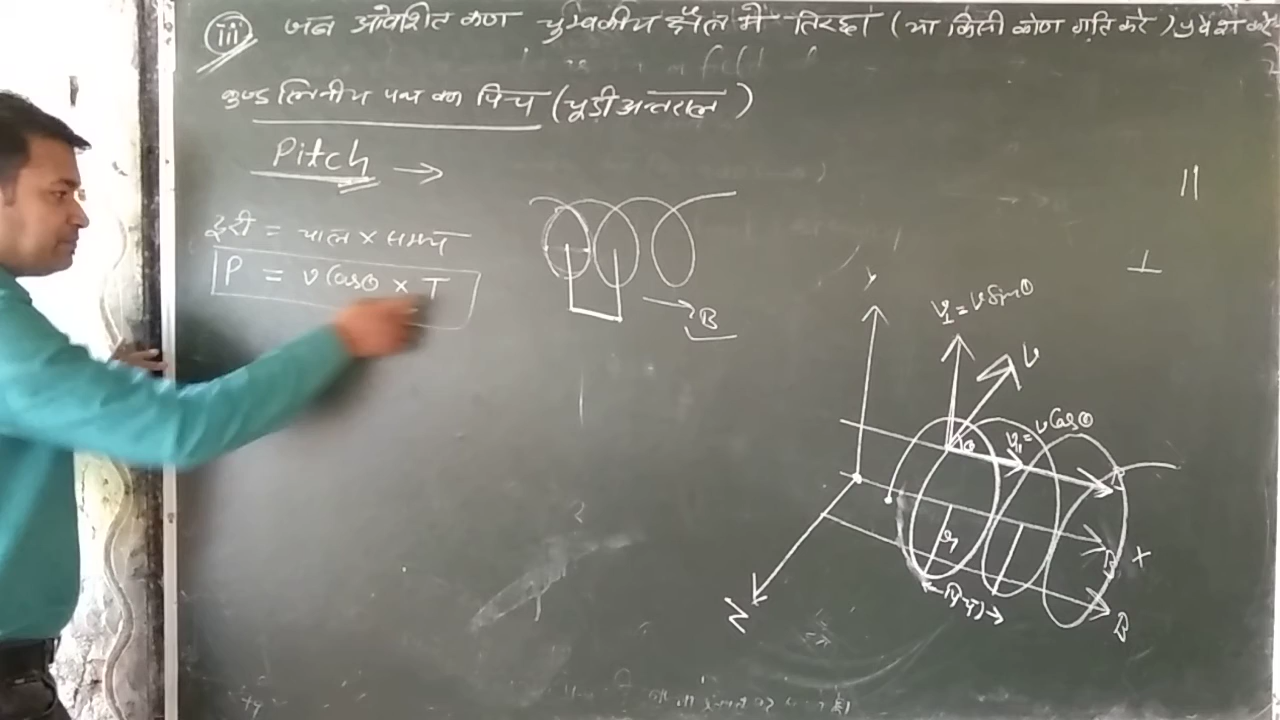 (iii) जब आवेशित कण चुम्बकीय क्षेत्र में तिरछा (या किसी कोण गति करे) प्रवेश करे
कुण्डलिनीय पथ का पिच (चूड़ी अन्तराल)
Pitch →
दूरी = चाल × समय
P = v Cosθ × T
B
||
⊥
Y
v⊥ = v Sinθ
v
v|| = v Cosθ
θ
r
B
X
(पिच)
B
Z